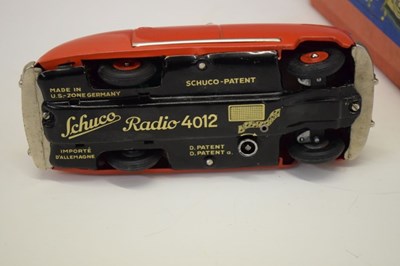 MADE IN
U.S.-ZONE GERMANY
SCHUCO-PATENT
Schuco Radio 4012
IMPORTÉ
D'ALLEMAGNE
D. PATENT
D. PATENT a.